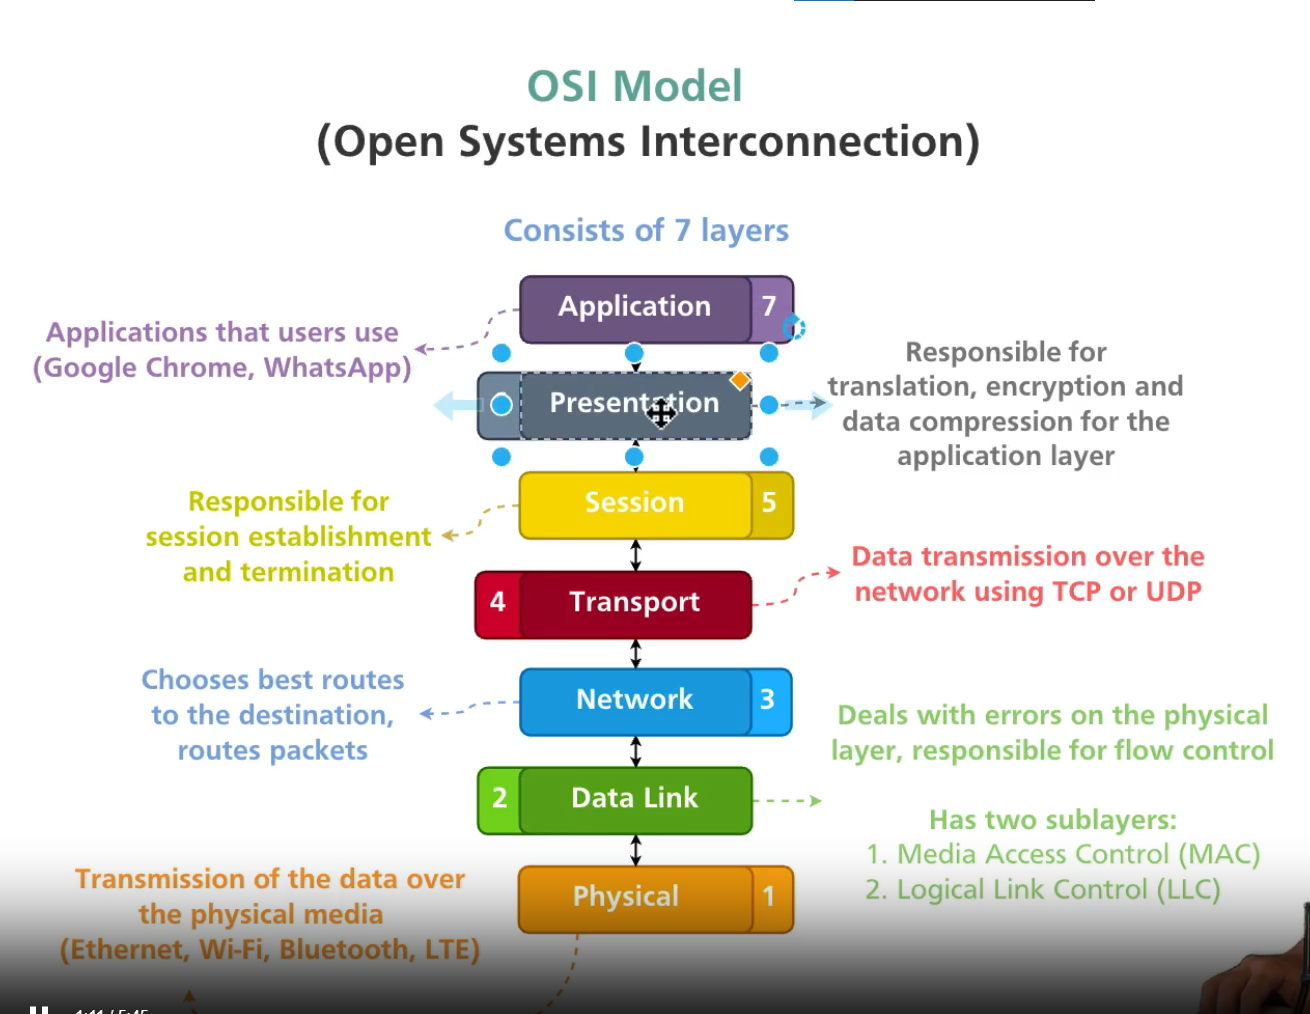 OSI Model
(Open Systems Interconnection)
Consists of 7 layers
Application 7
Applications that users use
(Google Chrome, WhatsApp)
Presentation
Responsible for
translation, encryption and
data compression for the
application layer
Session 5
Responsible for
session establishment
and termination
4 Transport
Data transmission over the
network using TCP or UDP
Network 3
Chooses best routes
to the destination,
routes packets
2 Data Link
Deals with errors on the physical
layer, responsible for flow control
Has two sublayers:
1. Media Access Control (MAC)
2. Logical Link Control (LLC)
Physical 1
Transmission of the data over
the physical media
(Ethernet, Wi-Fi, Bluetooth, LTE)